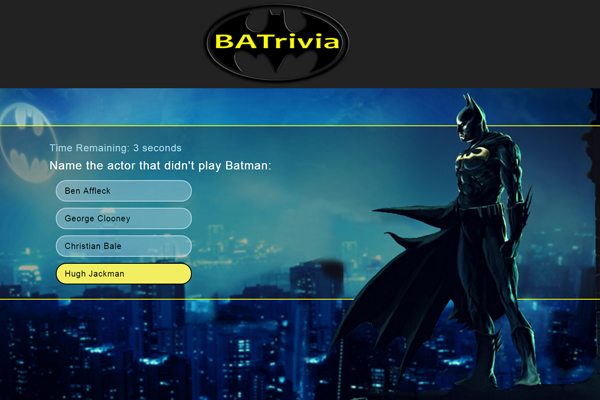 BATrivia
Time Remaining: 3 seconds
Name the actor that didn't play Batman:
Ben Affleck
George Clooney
Christian Bale
Hugh Jackman